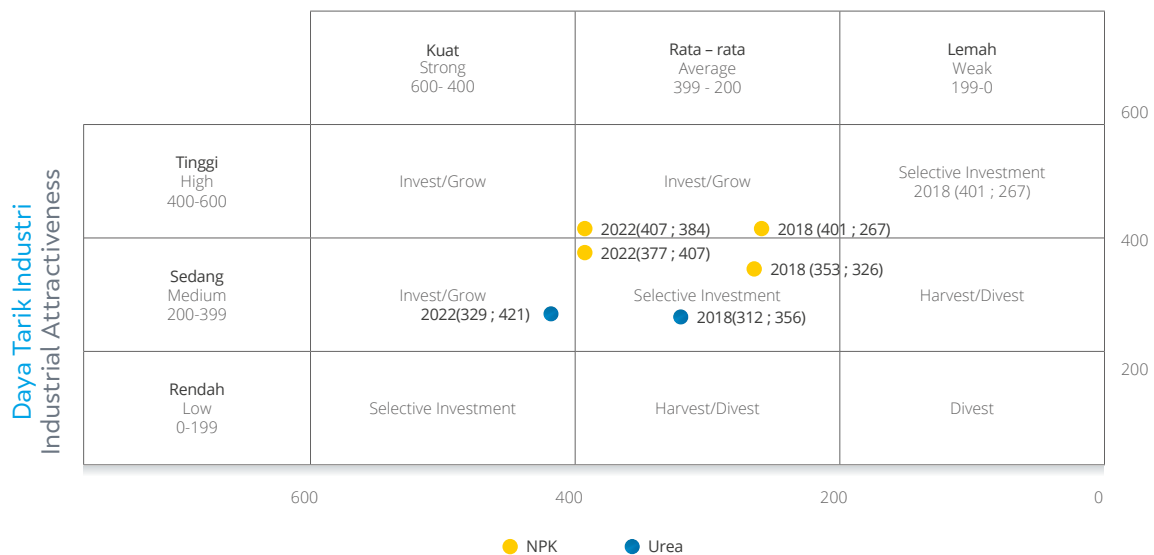 Kuat
Strong
600- 400
Rata – rata
Average
399 - 200
Lemah
Weak
199-0
600
Daya Tarik Industri
Industrial Attractiveness
Tinggi
High
400-600
Invest/Grow
Invest/Grow
Selective Investment
2018 (401 ; 267)
2022(407 ; 384)
2018 (401 ; 267)
400
2022(377 ; 407)
2018 (353 ; 326)
Sedang
Medium
200-399
Invest/Grow
Selective Investment
Harvest/Divest
2022(329 ; 421)
2018(312 ; 356)
200
Rendah
Low
0-199
Selective Investment
Harvest/Divest
Divest
600
400
200
0
NPK
Urea